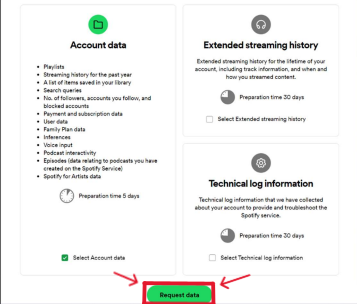 Account data
• Playlists
• Streaming history for the past year
• A list of items saved in your library
• Search queries
• No. of followers, accounts you follow, and
blocked accounts
• Payment and subscription data
• User data
• Family Plan data
• Inferences
• Voice input
• Podcast interactivity
• Episodes (data relating to podcasts you have
created on the Spotify Service)
• Spotify for Artists data
Preparation time 5 days
Select Account data
Extended streaming history
Extended streaming history for the lifetime of your
account, including track information, and when and
how you streamed content.
Preparation time 30 days
Select Extended streaming history
Technical log information
Technical log information that we have collected
about your account to provide and troubleshoot the
Spotify service.
Preparation time 30 days
Select Technical log information
Request data